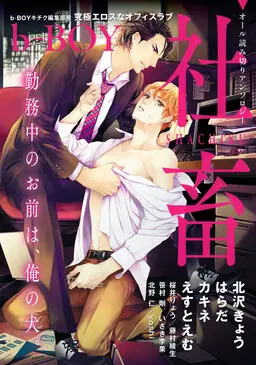 オール読み切りアンソロジー
b-BOYキチク編集部発 究極エロスなオフィスラブ
b-BOY
社畜
SHACHIKU
勤務中のお前は、俺の犬。
北沢きょう
はらだ
カキネ
えすとえむ
桜井りょう
藤村綾生
笹村剛
いさき李果
北野仁
yoshi